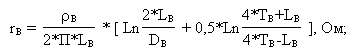 r_в = ρ_в / 2*П*L_в * [ Ln 2*L_в / D_в + 0,5*Ln 4*T_в+L_в / 4*T_в-L_в ], Ом;